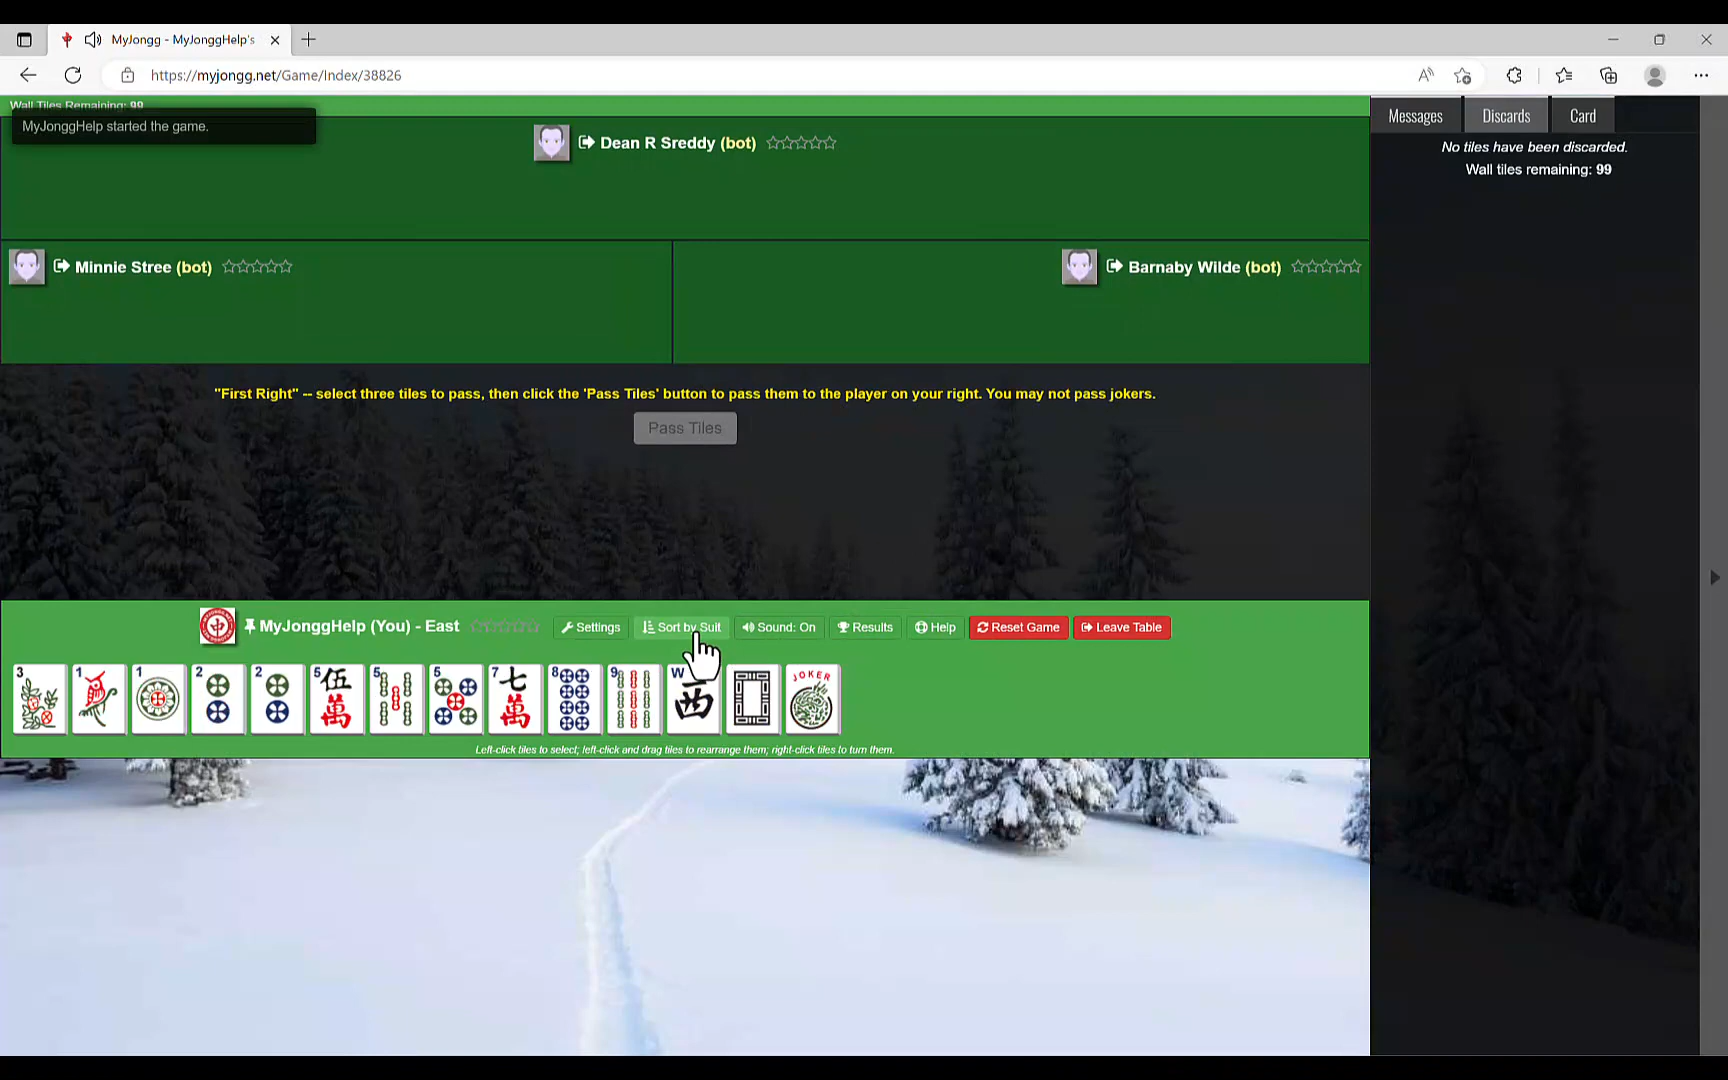 MyJongg - MyJonggHelp's
https://myjongg.net/Game/Index/38826
Wall Tiles Remaining: 99
MyJonggHelp started the game.
Dean R Sreddy (bot)
Minnie Stree (bot)
Barnaby Wilde (bot)
"First Right" -- select three tiles to pass, then click the 'Pass Tiles' button to pass them to the player on your right. You may not pass jokers.
Pass Tiles
MyJonggHelp (You) - East
Settings
Sort by Suit
Sound: On
Results
Help
Reset Game
Leave Table
3 1 1 2 2 5 伍萬 5 5 7 七萬 8 9 W 西 JOKER
Left-click tiles to select; left-click and drag tiles to rearrange them; right-click tiles to turn them.
Messages
Discards
Card
No tiles have been discarded.
Wall tiles remaining: 99